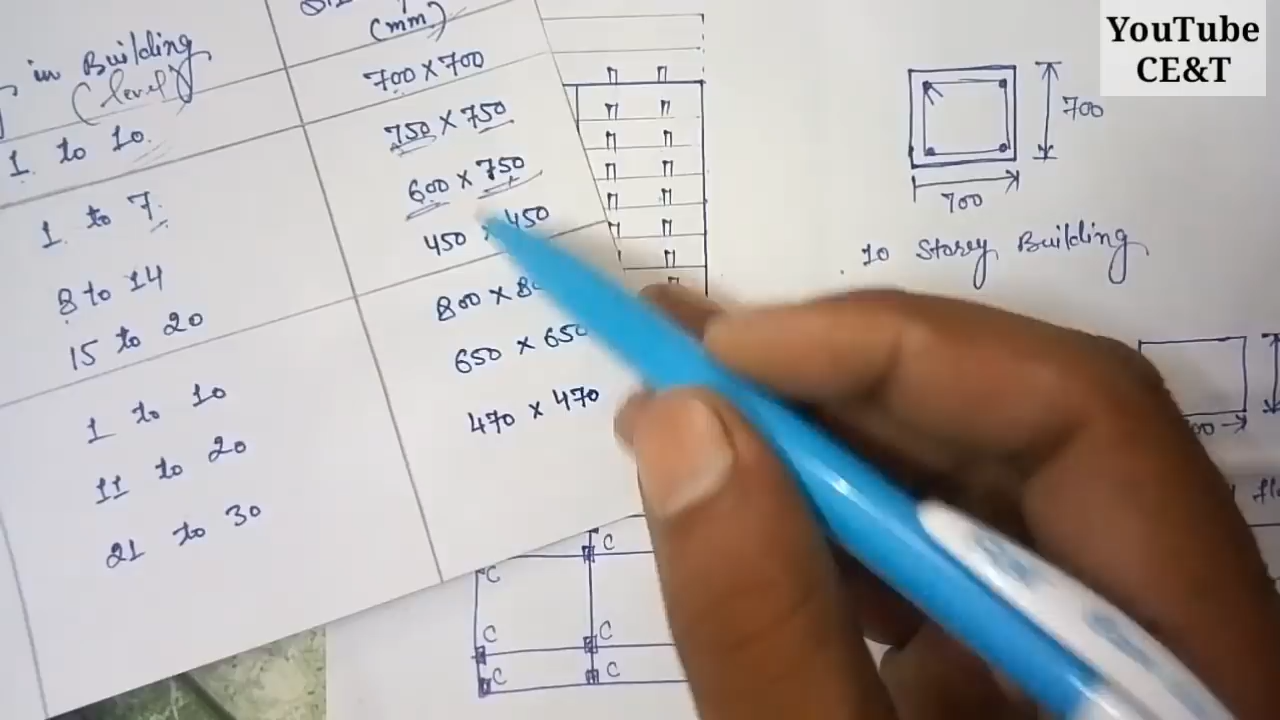 YouTube
CE&T
in Building
(level)
(mm)
1 to 10
700 x 700
1 to 7
750 x 750
8 to 14
600 x 750
15 to 20
450 x 450
1 to 10
800 x
11 to 20
650 x 650
21 to 30
470 x 470
700
700
10 Storey Building
C
C
C
C
C
C